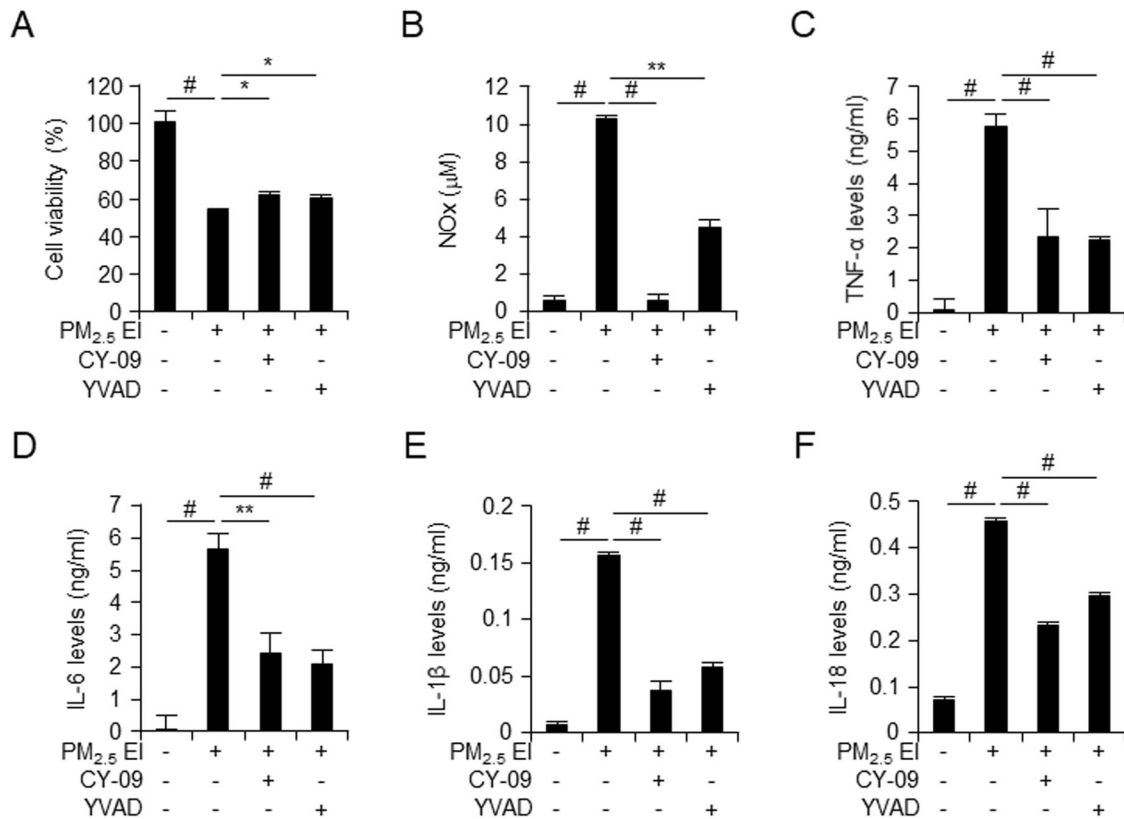 A
B
C
# * *
# # **
# # #
Cell viability (%)
120
100
80
60
40
20
0
NOx (μM)
12
10
8
6
4
2
0
TNF-α levels (ng/ml)
7
6
5
4
3
2
1
0
PM2.5 EI - + + +
CY-09 - - + -
YVAD - - - +
PM2.5 EI - + + +
CY-09 - - + -
YVAD - - - +
PM2.5 EI - + + +
CY-09 - - + -
YVAD - - - +
D
E
F
# ** #
# # #
# # #
IL-6 levels (ng/ml)
7
6
5
4
3
2
1
0
IL-1β levels (ng/ml)
0.2
0.15
0.1
0.05
0
IL-18 levels (ng/ml)
0.5
0.4
0.3
0.2
0.1
0
PM2.5 EI - + + +
CY-09 - - + -
YVAD - - - +
PM2.5 EI - + + +
CY-09 - - + -
YVAD - - - +
PM2.5 EI - + + +
CY-09 - - + -
YVAD - - - +